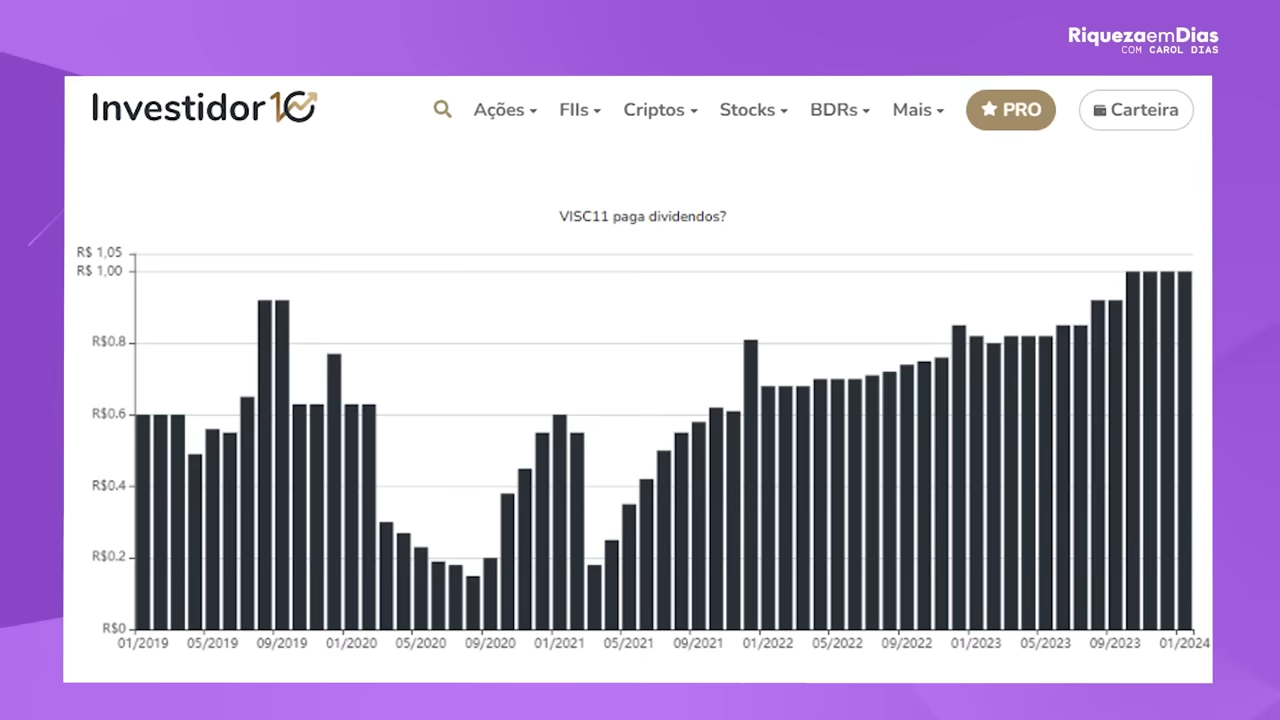 RiquezaemDias
COM CAROL DIAS
Investidor 10
Ações
FIIs
Criptos
Stocks
BDRs
Mais
PRO
Carteira
VISC11 paga dividendos?
R$ 1,05
R$ 1,00
R$0.8
R$0.6
R$0.4
R$0.2
R$0
01/2019 05/2019 09/2019 01/2020 05/2020 09/2020 01/2021 05/2021 09/2021 01/2022 05/2022 09/2022 01/2023 05/2023 09/2023 01/2024